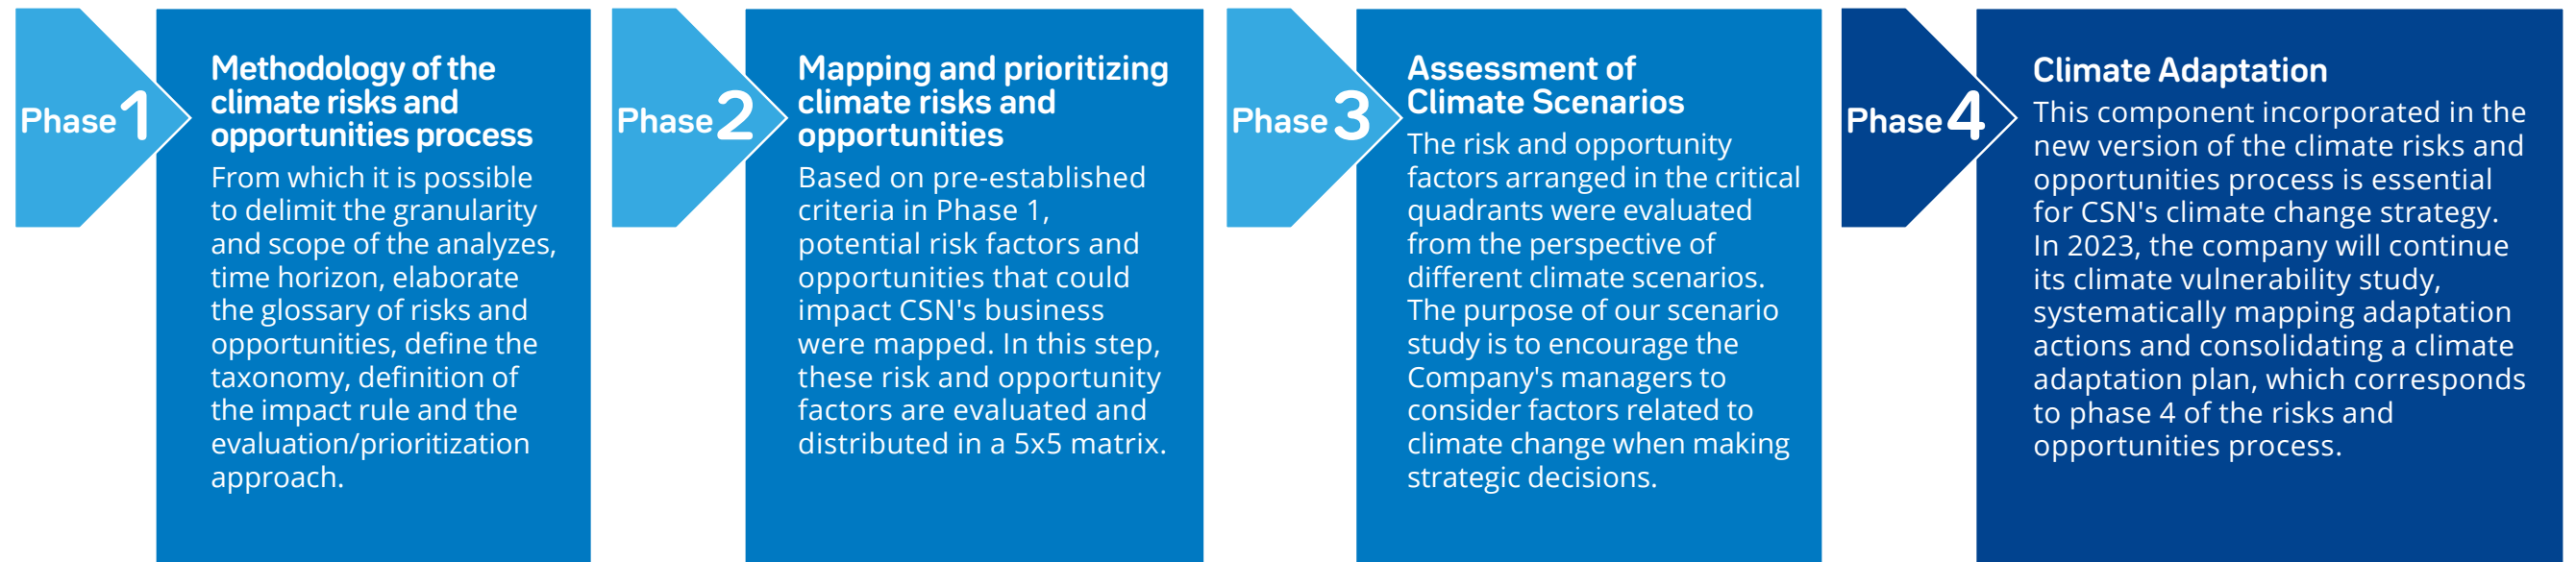 Phase 1
Methodology of the
climate risks and
opportunities process
From which it is possible
to delimit the granularity
and scope of the analyzes,
time horizon, elaborate
the glossary of risks and
opportunities, define the
taxonomy, definition of
the impact rule and the
evaluation/prioritization
approach.
Phase 2
Mapping and prioritizing
climate risks and
opportunities
Based on pre-established
criteria in Phase 1,
potential risk factors and
opportunities that could
impact CSN's business
were mapped. In this step,
these risk and opportunity
factors are evaluated and
distributed in a 5x5 matrix.
Phase 3
Assessment of
Climate Scenarios
The risk and opportunity
factors arranged in the critical
quadrants were evaluated
from the perspective of
different climate scenarios.
The purpose of our scenario
study is to encourage the
Company's managers to
consider factors related to
climate change when making
strategic decisions.
Phase 4
Climate Adaptation
This component incorporated in the
new version of the climate risks and
opportunities process is essential
for CSN's climate change strategy.
In 2023, the company will continue
its climate vulnerability study,
systematically mapping adaptation
actions and consolidating a climate
adaptation plan, which corresponds
to phase 4 of the risks and
opportunities process.